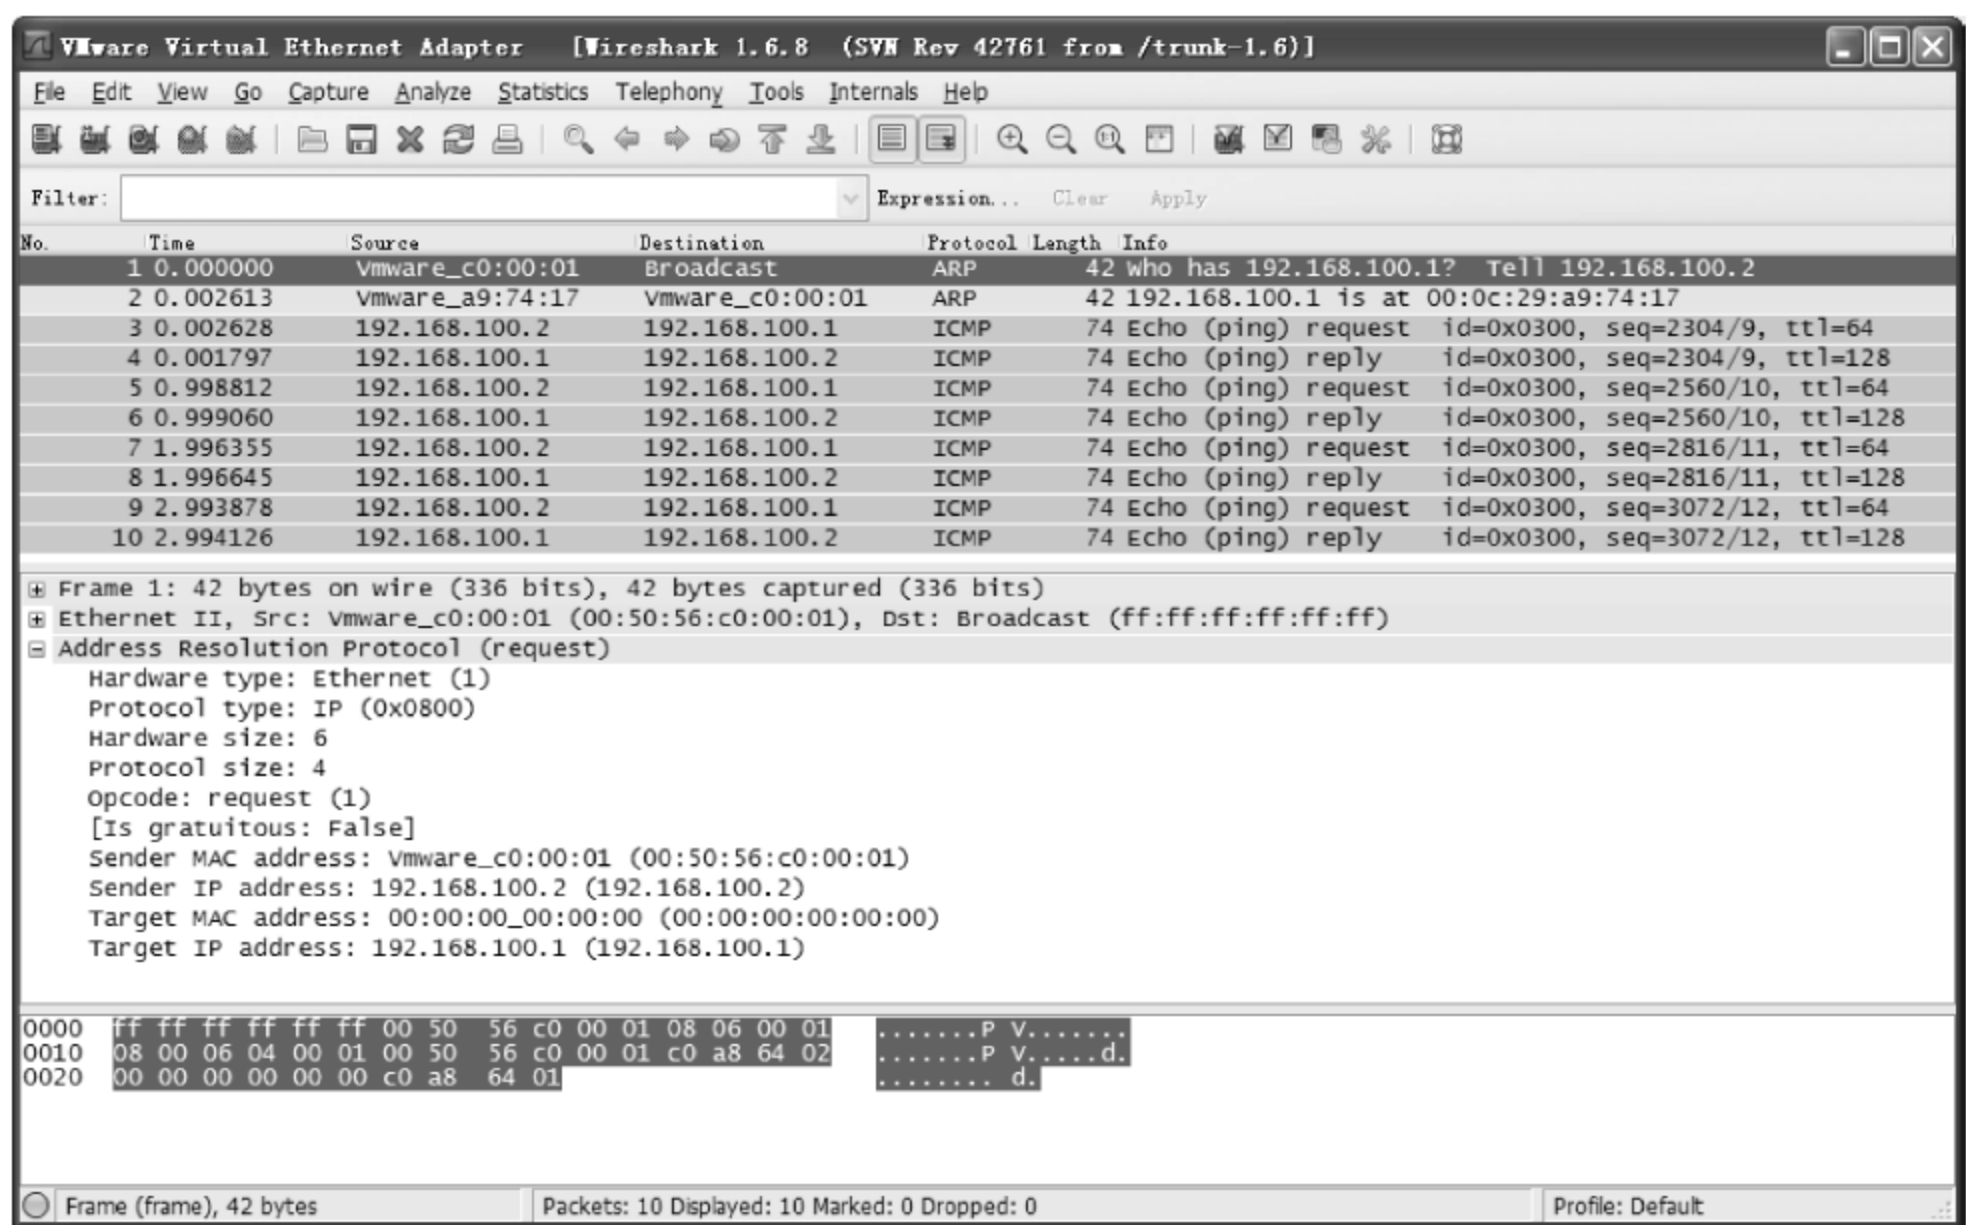 VMware Virtual Ethernet Adapter [Wireshark 1.6.8 (SVN Rev 42761 from /trunk-1.6)]
File Edit View Go Capture Analyze Statistics Telephony Tools Internals Help
Filter: Expression... Clear Apply
No. Time Source Destination Protocol Length Info
1 0.000000 Vmware_c0:00:01 Broadcast ARP 42 who has 192.168.100.1? Tell 192.168.100.2
2 0.002613 Vmware_a9:74:17 Vmware_c0:00:01 ARP 42 192.168.100.1 is at 00:0c:29:a9:74:17
3 0.002628 192.168.100.2 192.168.100.1 ICMP 74 Echo (ping) request id=0x0300, seq=2304/9, ttl=64
4 0.001797 192.168.100.1 192.168.100.2 ICMP 74 Echo (ping) reply id=0x0300, seq=2304/9, ttl=128
5 0.998812 192.168.100.2 192.168.100.1 ICMP 74 Echo (ping) request id=0x0300, seq=2560/10, ttl=64
6 0.999060 192.168.100.1 192.168.100.2 ICMP 74 Echo (ping) reply id=0x0300, seq=2560/10, ttl=128
7 1.996355 192.168.100.2 192.168.100.1 ICMP 74 Echo (ping) request id=0x0300, seq=2816/11, ttl=64
8 1.996645 192.168.100.1 192.168.100.2 ICMP 74 Echo (ping) reply id=0x0300, seq=2816/11, ttl=128
9 2.993878 192.168.100.2 192.168.100.1 ICMP 74 Echo (ping) request id=0x0300, seq=3072/12, ttl=64
10 2.994126 192.168.100.1 192.168.100.2 ICMP 74 Echo (ping) reply id=0x0300, seq=3072/12, ttl=128
Frame 1: 42 bytes on wire (336 bits), 42 bytes captured (336 bits)
Ethernet II, Src: Vmware_c0:00:01 (00:50:56:c0:00:01), Dst: Broadcast (ff:ff:ff:ff:ff:ff)
Address Resolution Protocol (request)
Hardware type: Ethernet (1)
Protocol type: IP (0x0800)
Hardware size: 6
Protocol size: 4
Opcode: request (1)
[Is gratuitous: False]
Sender MAC address: Vmware_c0:00:01 (00:50:56:c0:00:01)
Sender IP address: 192.168.100.2 (192.168.100.2)
Target MAC address: 00:00:00_00:00:00 (00:00:00:00:00:00)
Target IP address: 192.168.100.1 (192.168.100.1)
0000 ff ff ff ff ff ff 00 50 56 c0 00 01 08 06 00 01 .......P V.......
0010 08 00 06 04 00 01 00 50 56 c0 00 01 c0 a8 64 02 .......P V.....d.
0020 00 00 00 00 00 00 c0 a8 64 01 ........ d.
Frame (frame), 42 bytes Packets: 10 Displayed: 10 Marked: 0 Dropped: 0 Profile: Default